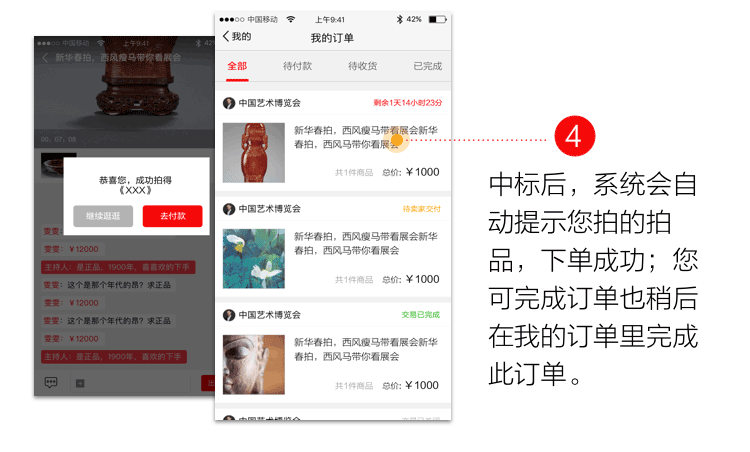 中国移动
上午9:41
42%
新华春拍，西风瘦马带你看展会
00：07：08
恭喜您，成功拍得
《XXX》
继续逛逛
去付款
雯雯：￥12000
主持人：是正品，1900年，喜喜欢的下手
雯雯：这个是那个年代的昂？求正品
雯雯：￥12000
雯雯：这个是那个年代的昂？求正品
雯雯：￥12000
主持人：是正品，1900年，喜欢的下手
出
中国移动
上午9:41
42%
我的
我的订单
全部
待付款
待收货
已完成
中国艺术博览会
剩余1天14小时23分
新华春拍，西风瘦马带看展会新华
春拍，西风马带你看展会
共1件商品 总价：￥1000
中国艺术博览会
待卖家交付
新华春拍，西风瘦马带你看展会新华
春拍，西风马带你看展会
共1件商品 总价：￥1000
中国艺术博览会
交易已完成
新华春拍，西风瘦马带你看展会新华
春拍，西风马带你看展会
共1件商品 总价：￥1000
中国艺术博览会
4
中标后，系统会自
动提示您拍的拍
品，下单成功；您
可完成订单也稍后
在我的订单里完成
此订单。